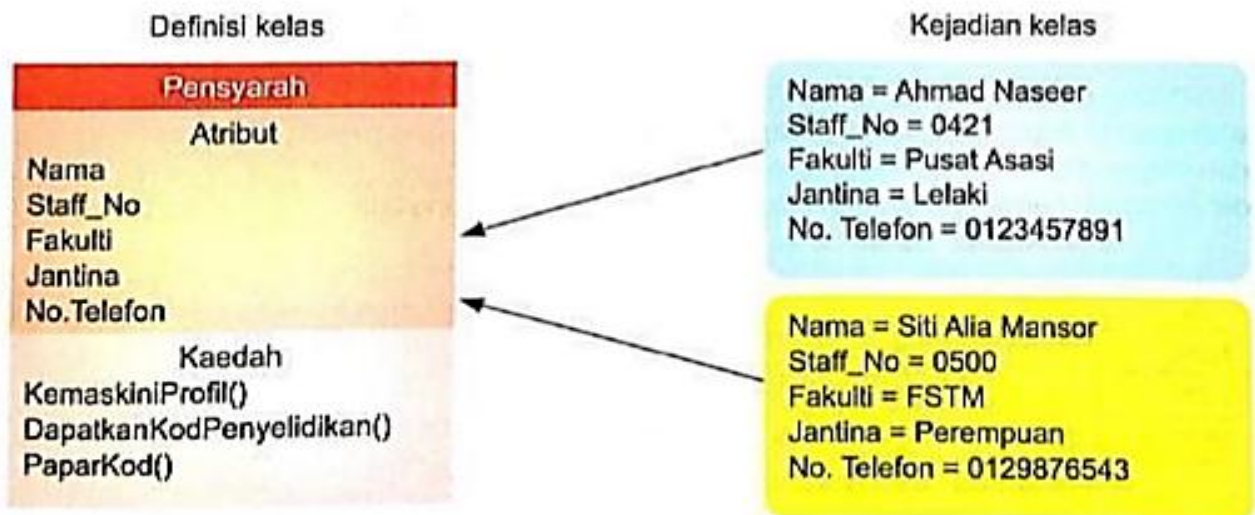 Definisi kelas
Pensyarah
Atribut
Nama
Staff_No
Fakulti
Jantina
No.Telefon
Kaedah
KemaskiniProfil()
DapatkanKodPenyelidikan()
PaparKod()
Kejadian kelas
Nama = Ahmad Naseer
Staff_No = 0421
Fakulti = Pusat Asasi
Jantina = Lelaki
No. Telefon = 0123457891
Nama = Siti Alia Mansor
Staff_No = 0500
Fakulti = FSTM
Jantina = Perempuan
No. Telefon = 0129876543